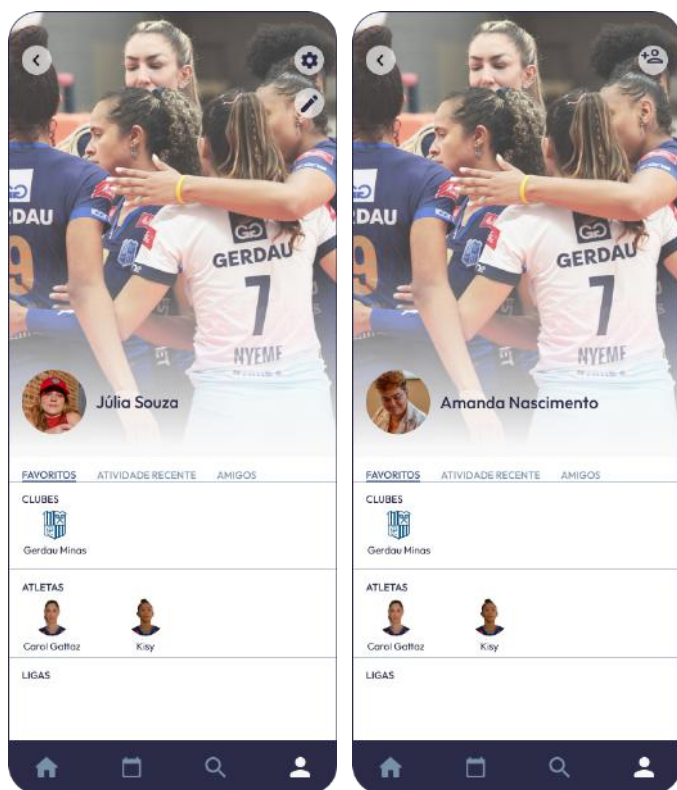 DAU
GERDAU
7
NYEME
9
Júlia Souza
FAVORITOS ATIVIDADE RECENTE AMIGOS
CLUBES
Gerdau Minas
ATLETAS
Carol Gattaz Kisy
LIGAS
DAU
GERDAU
7
NYEME
Amanda Nascimento
FAVORITOS ATIVIDADE RECENTE AMIGOS
CLUBES
Gerdau Minas
ATLETAS
Carol Gattaz Kisy
LIGAS